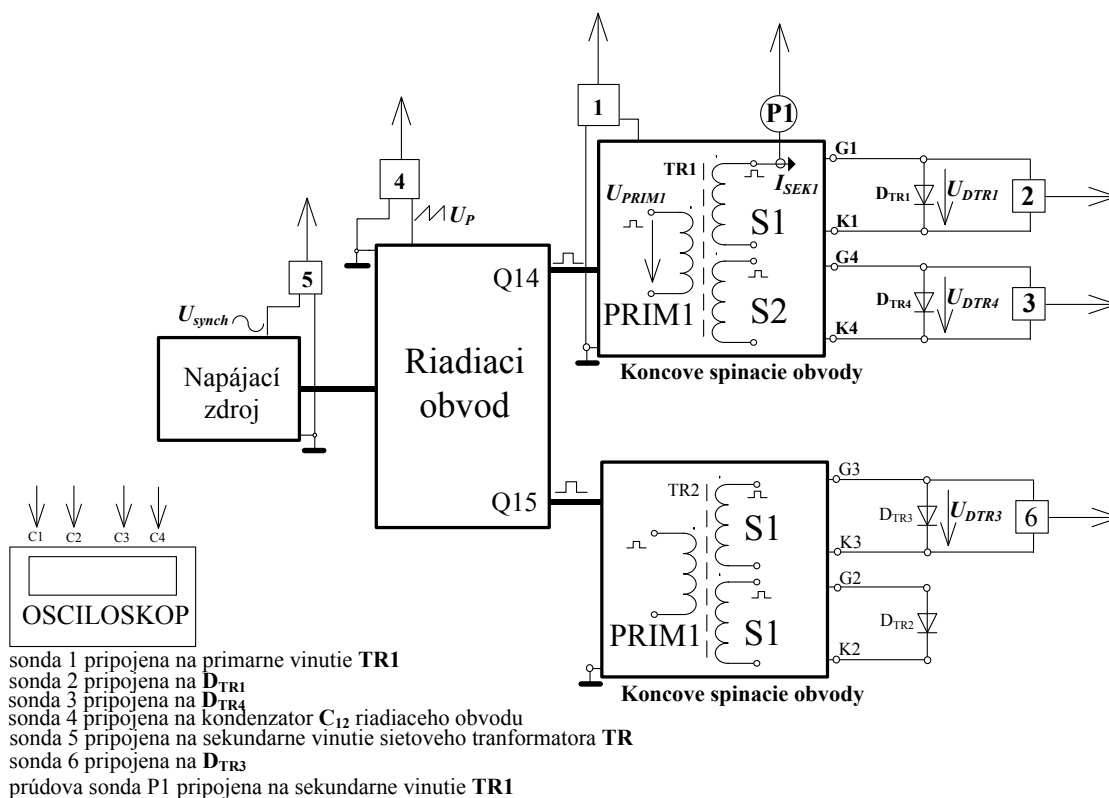 1
P1
G1
4
TR1
U_PRIM1
I_SEK1
D_TR1
U_DTR1
2
S1
K1
U_P
5
Q14
G4
U_synch
PRIM1
S2
D_TR4
U_DTR4
3
K4
Napájací
zdroj
Riadiaci
obvod
Koncove spinacie obvody
Q15
TR2
G3
S1
D_TR3
U_DTR3
6
K3
C1 C2 C3 C4
G2
OSCILOSKOP
PRIM1
S1
D_TR2
K2
Koncove spinacie obvody
sonda 1 pripojena na primarne vinutie TR1
sonda 2 pripojena na D_TR1
sonda 3 pripojena na D_TR4
sonda 4 pripojena na kondenzator C_12 riadiaceho obvodu
sonda 5 pripojena na sekundarne vinutie sietoveho tranformatora TR
sonda 6 pripojena na D_TR3
prúdova sonda P1 pripojena na sekundarne vinutie TR1